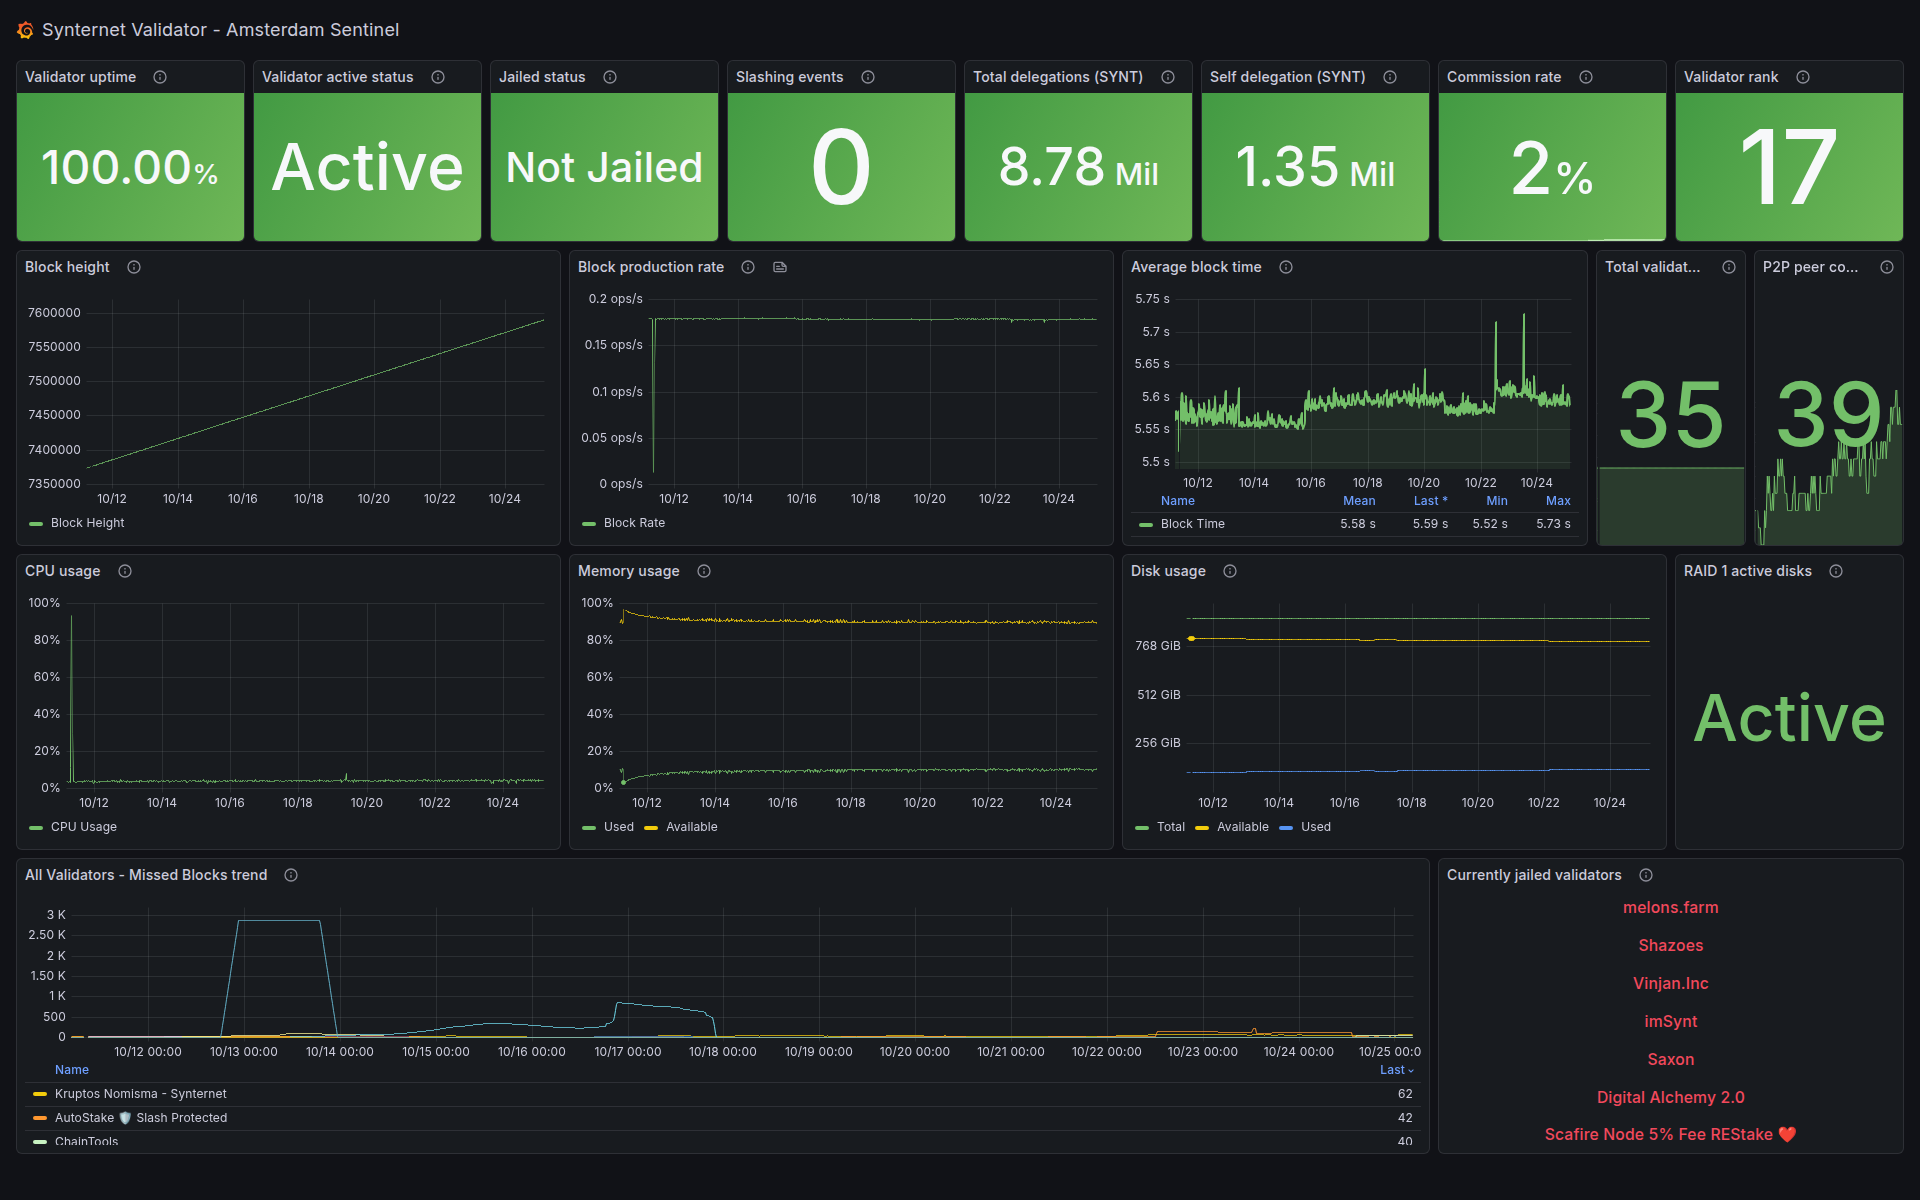 Synternet Validator - Amsterdam Sentinel
Validator uptime
100.00%
Validator active status
Active
Jailed status
Not Jailed
Slashing events
0
Total delegations (SYNT)
8.78 Mil
Self delegation (SYNT)
1.35 Mil
Commission rate
2%
Validator rank
17
Block height
7600000
7550000
7500000
7450000
7400000
7350000
10/12 10/14 10/16 10/18 10/20 10/22 10/24
Block Height
Block production rate
0.2 ops/s
0.15 ops/s
0.1 ops/s
0.05 ops/s
0 ops/s
10/12 10/14 10/16 10/18 10/20 10/22 10/24
Block Rate
Average block time
5.75 s
5.7 s
5.65 s
5.6 s
5.55 s
5.5 s
10/12 10/14 10/16 10/18 10/20 10/22 10/24
Name Mean Last * Min Max
Block Time 5.58 s 5.59 s 5.52 s 5.73 s
Total validat...
35
P2P peer co...
39
CPU usage
100%
80%
60%
40%
20%
0%
10/12 10/14 10/16 10/18 10/20 10/22 10/24
CPU Usage
Memory usage
100%
80%
60%
40%
20%
0%
10/12 10/14 10/16 10/18 10/20 10/22 10/24
Used Available
Disk usage
768 GiB
512 GiB
256 GiB
10/12 10/14 10/16 10/18 10/20 10/22 10/24
Total Available Used
RAID 1 active disks
Active
All Validators - Missed Blocks trend
3 K
2.50 K
2 K
1.50 K
1 K
500
0
10/12 00:00 10/13 00:00 10/14 00:00 10/15 00:00 10/16 00:00 10/17 00:00 10/18 00:00 10/19 00:00 10/20 00:00 10/21 00:00 10/22 00:00 10/23 00:00 10/24 00:00 10/25 00:0
Name Last
Kruptos Nomisma - Synternet 62
AutoStake 🛡️ Slash Protected 42
ChainTools 40
Currently jailed validators
melons.farm
Shazoes
Vinjan.Inc
imSynt
Saxon
Digital Alchemy 2.0
Scafire Node 5% Fee REStake ❤️